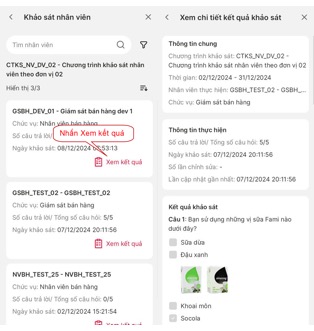 Khảo sát nhân viên
Tìm nhân viên
CTKS_NV_DV_02 - Chương trình khảo sát nhân
viên theo đơn vị 02
Hiển thị 3/3
GSBH_DEV_01 - Giám sát bán hàng dev 1
Chức vụ: Nhân viên bán hàng
Số câu trả lời/
Nhấn Xem kết quả
Ngày khảo sát: 08/12/2024 07:53:13
Xem kết quả
GSBH_TEST_02 - GSBH_TEST_02
Chức vụ: Giám sát bán hàng
Số câu trả lời/ Tổng số câu hỏi: 5/5
Ngày khảo sát: 07/12/2024 20:11:56
Xem kết quả
NVBH_TEST_25 - NVBH_TEST_25
Chức vụ: Nhân viên bán hàng
Số câu trả lời/ Tổng số câu hỏi: 0/5
Ngày khảo sát: 02/12/2024 15:21:54
Xem kết quả
Xem chi tiết kết quả khảo sát
Thông tin chung
Chương trình khảo sát: CTKS_NV_DV_02 -
Chương trình khảo sát nhân viên theo đơn vị 02
Thời gian: 02/12/2024 - 31/12/2024
Nhân viên thực hiện: GSBH_TEST_02 - GSBH_...
Chức vụ: Giám sát bán hàng
Thông tin thực hiện
Số câu trả lời/ Tổng số câu hỏi: 5/5
Ngày khảo sát: 07/12/2024 20:11:56
Số lần chỉnh sửa: -
Lần cập nhật gần nhất: 07/12/2024 20:11:56
Kết quả khảo sát
Câu 1: Bạn sử dụng những vị sữa Fami nào
dưới đây?
Sữa dừa
Đậu xanh
Khoai môn
Socola